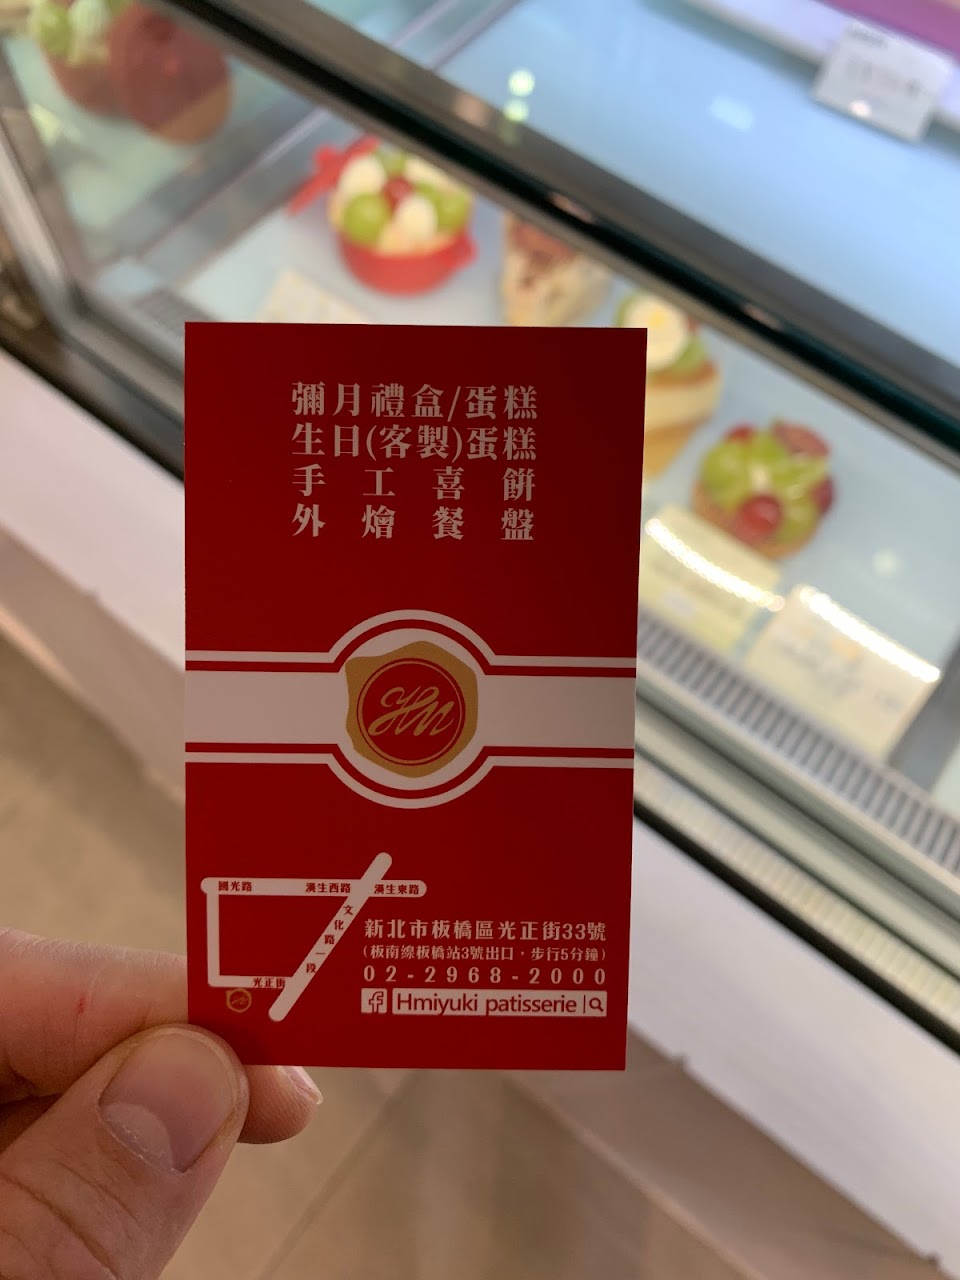 彌月禮盒/蛋糕
生日(客製)蛋糕
手工喜餅
外燴餐盤
HM
國光路
漢生西路
漢生東路
文化路一段
光正街
新北市板橋區光正街33號
(板南線板橋站3號出口，步行5分鐘)
02-2968-2000
f Hmiyuki patisserie